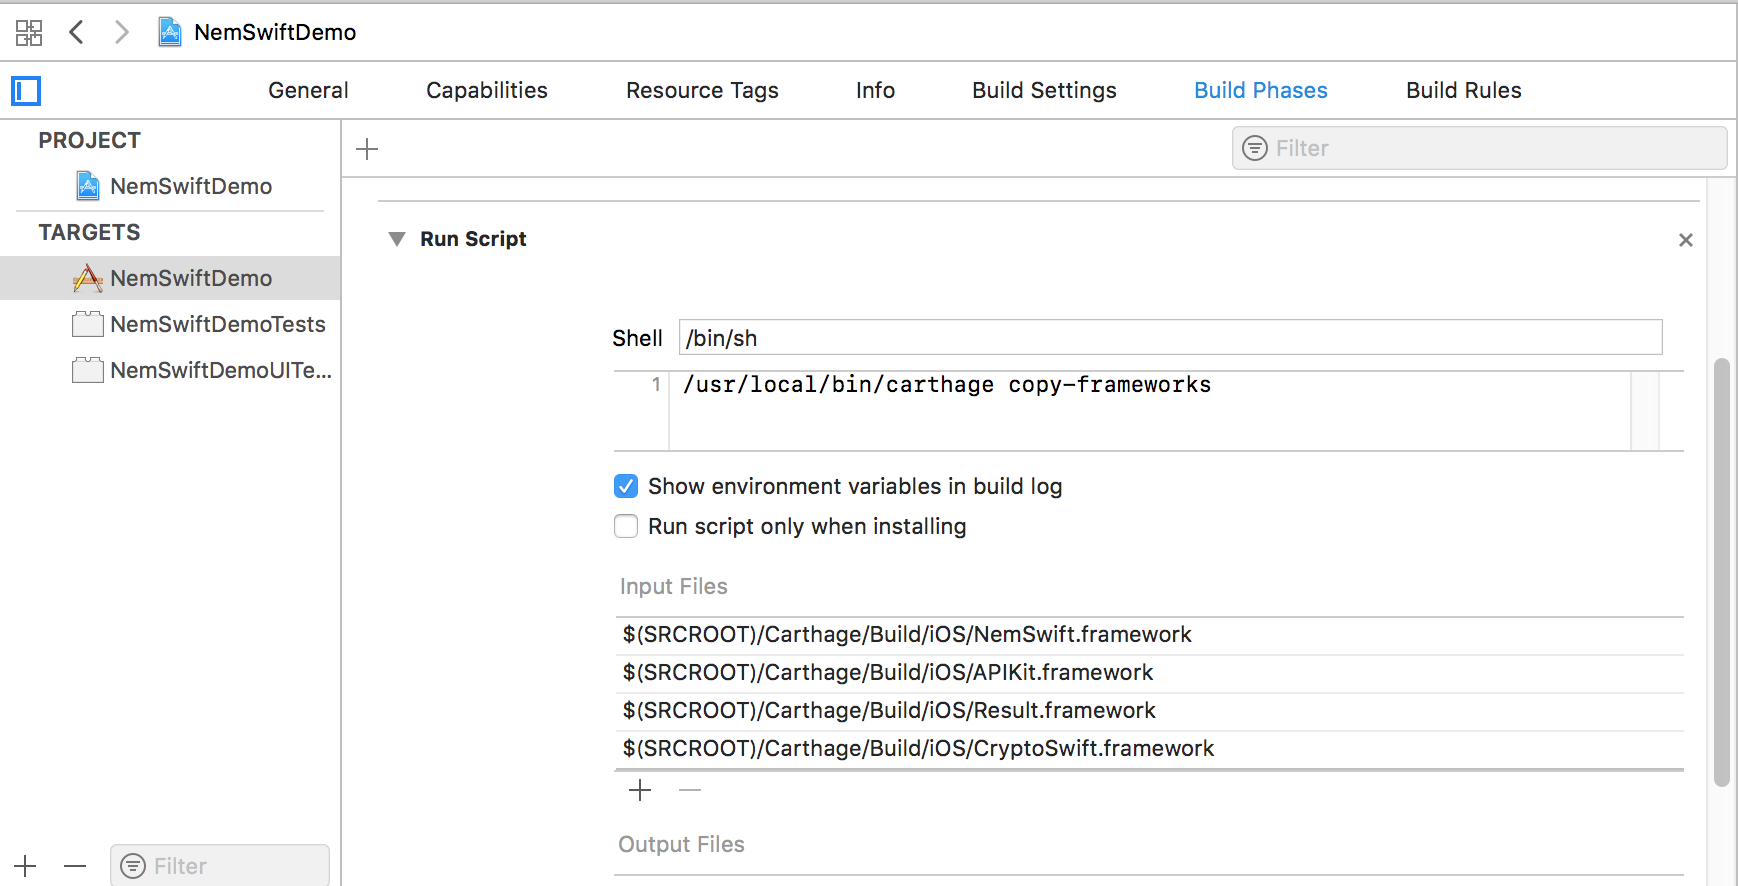 NemSwiftDemo
General Capabilities Resource Tags Info Build Settings Build Phases Build Rules
PROJECT
NemSwiftDemo
TARGETS
NemSwiftDemo
NemSwiftDemoTests
NemSwiftDemoUITe...
Filter
Filter
Run Script
Shell /bin/sh
1 /usr/local/bin/carthage copy-frameworks
Show environment variables in build log
Run script only when installing
Input Files
$(SRCROOT)/Carthage/Build/iOS/NemSwift.framework
$(SRCROOT)/Carthage/Build/iOS/APIKit.framework
$(SRCROOT)/Carthage/Build/iOS/Result.framework
$(SRCROOT)/Carthage/Build/iOS/CryptoSwift.framework
Output Files